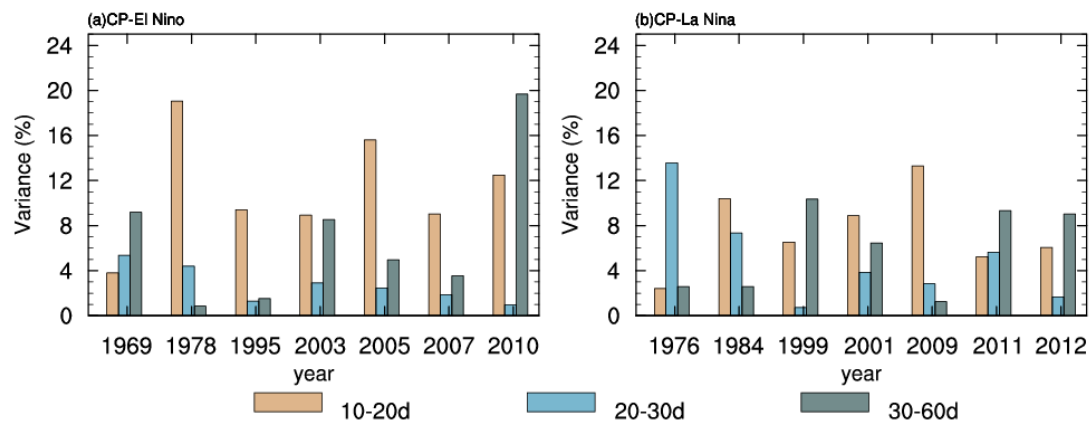 (a)CP-El Nino
(b)CP-La Nina
24
20
16
12
8
4
0
Variance (%)
1969 1978 1995 2003 2005 2007 2010
year
24
20
16
12
8
4
0
Variance (%)
1976 1984 1999 2001 2009 2011 2012
year
10-20d
20-30d
30-60d